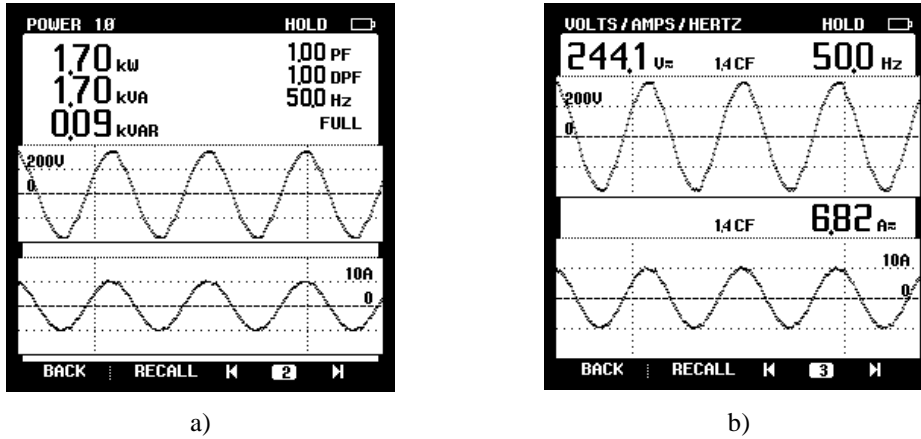 POWER 1.0 HOLD
1.70 kW 1.00 PF
1.70 kVA 1.00 DPF
50.0 Hz
0.09 kVAR FULL
200V
0
10A
0
BACK RECALL 2
a)
VOLTS / AMPS / HERTZ HOLD
244.1 V≂ 1.4 CF 50.0 Hz
200V
0
1.4 CF 6.82 A≂
10A
0
BACK RECALL 3
b)